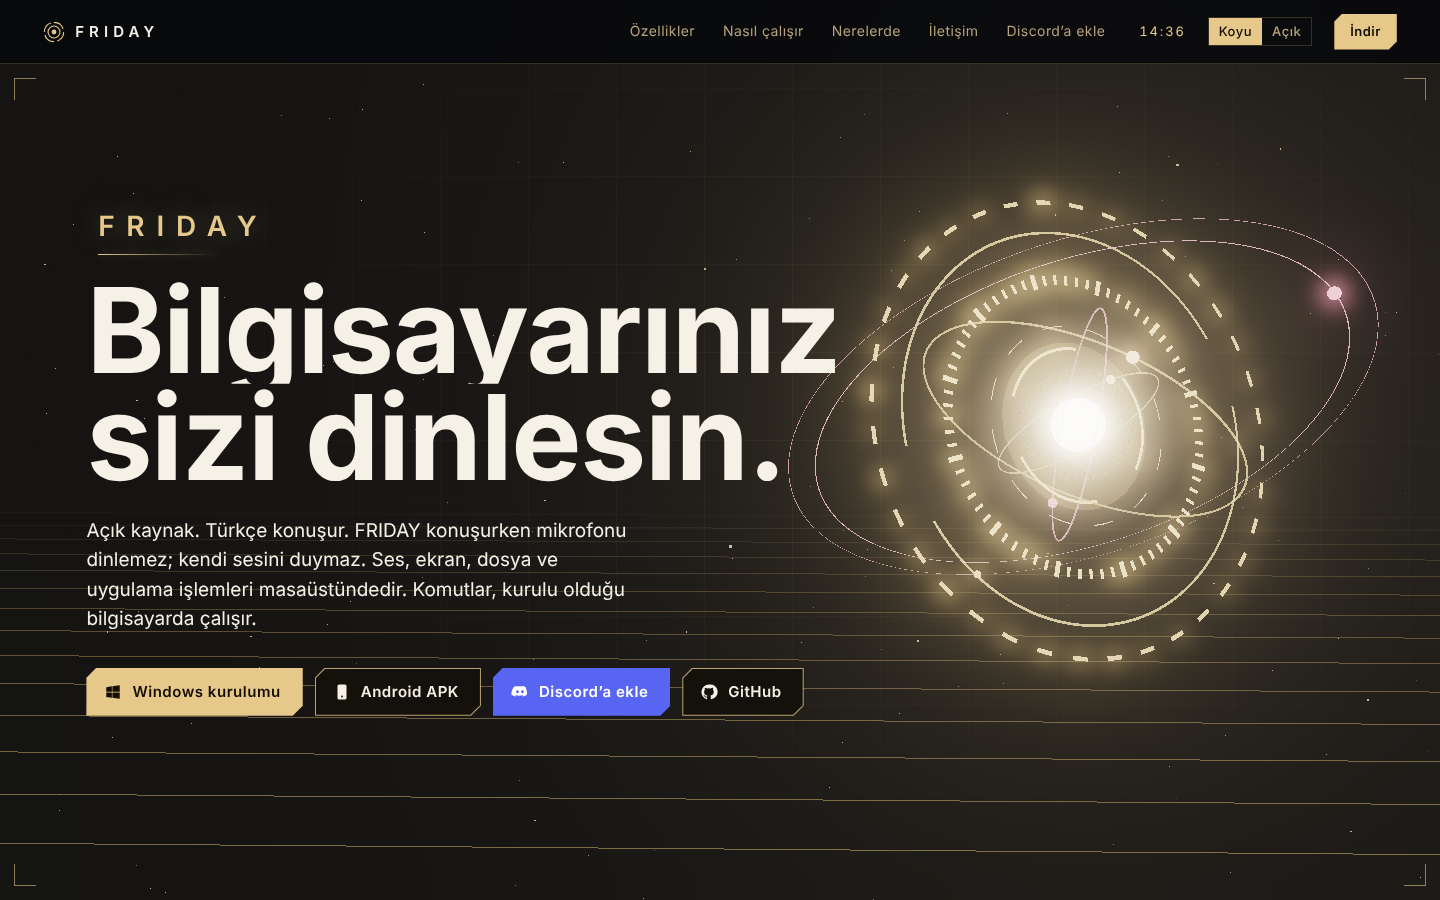 FRIDAY
Özellikler
Nasıl çalışır
Nerelerde
İletişim
Discord’a ekle
14:36
Koyu
Açık
İndir
FRIDAY
Bilgisayarınız
sizi dinlesin.
Açık kaynak. Türkçe konuşur. FRIDAY konuşurken mikrofonu
dinlemez; kendi sesini duymaz. Ses, ekran, dosya ve
uygulama işlemleri masaüstündedir. Komutlar, kurulu olduğu
bilgisayarda çalışır.
Windows kurulumu
Android APK
Discord’a ekle
GitHub